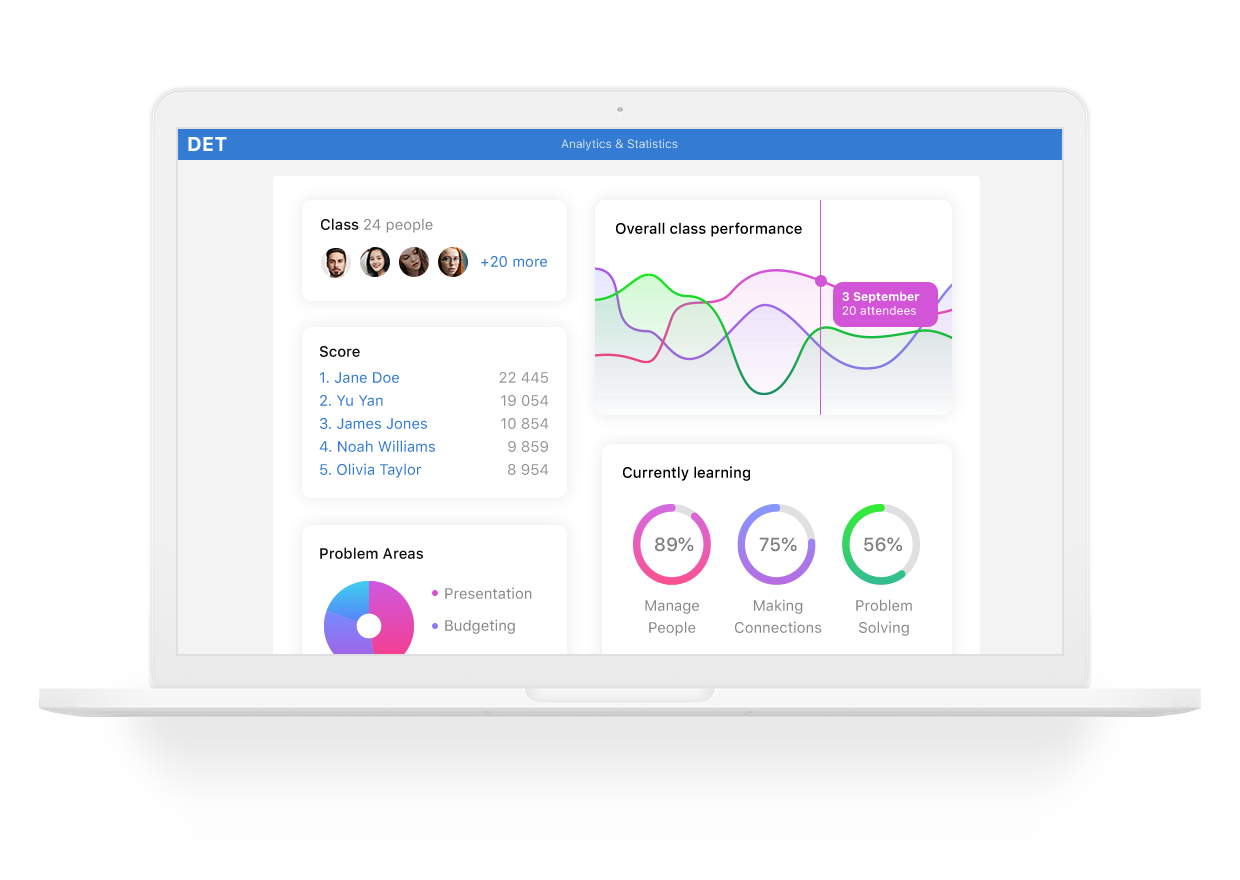 DET
Analytics & Statistics
Class 24 people
+20 more
Score
1. Jane Doe 22 445
2. Yu Yan 19 054
3. James Jones 10 854
4. Noah Williams 9 859
5. Olivia Taylor 8 954
Problem Areas
Presentation
Budgeting
Overall class performance
3 September
20 attendees
Currently learning
89%
75%
56%
Manage
People
Making
Connections
Problem
Solving